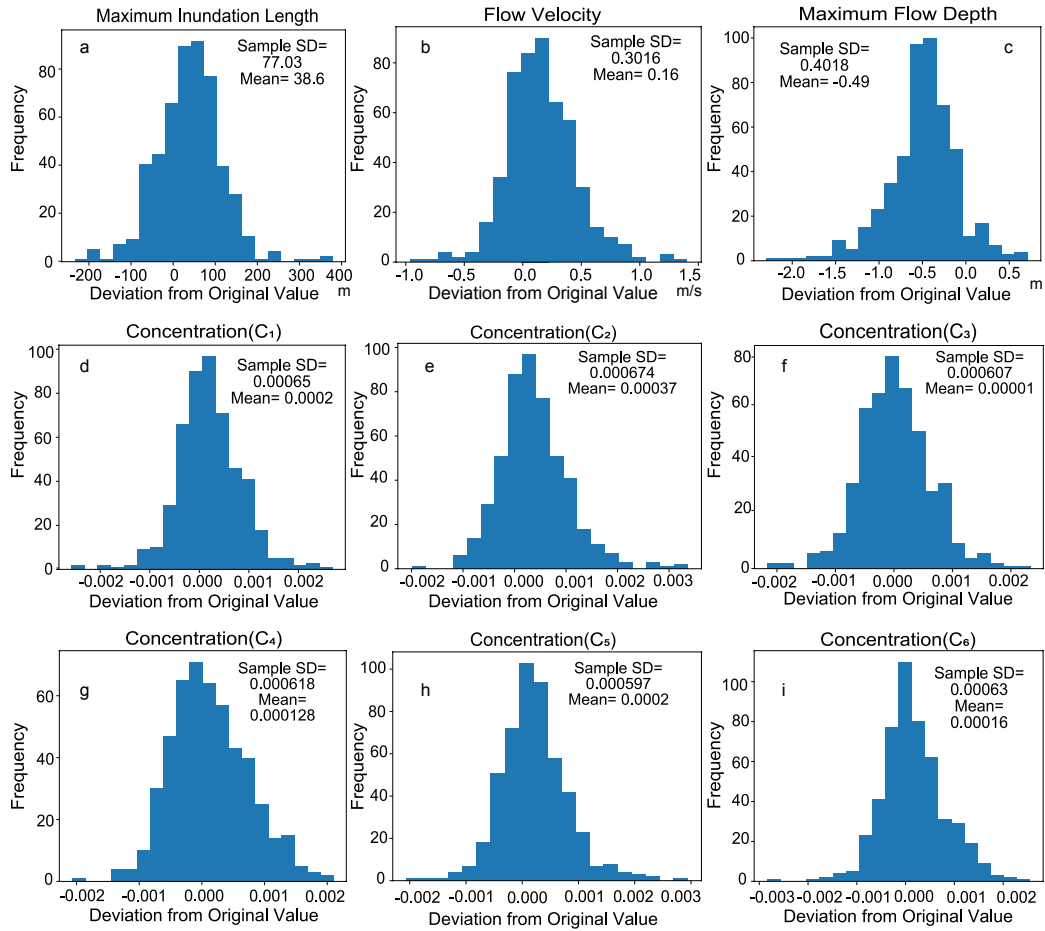 Maximum Inundation Length
a
Sample SD=
77.03
Mean= 38.6
Frequency
80
60
40
20
0
-200 -100 0 100 200 300 400
Deviation from Original Value m
Flow Velocity
b
Sample SD=
0.3016
Mean= 0.16
Frequency
80
60
40
20
0
-1.0 -0.5 0.0 0.5 1.0 1.5
Deviation from Original Value m/s
Maximum Flow Depth
c
Sample SD=
0.4018
Mean= -0.49
Frequency
100
80
60
40
20
0
-2.0 -1.5 -1.0 -0.5 0.0 0.5
Deviation from Original Value m
Concentration(C₁)
d
Sample SD=
0.00065
Mean= 0.0002
Frequency
100
80
60
40
20
0
-0.002 -0.001 0.000 0.001 0.002
Deviation from Original Value
Concentration(C₂)
e
Sample SD=
0.000674
Mean= 0.00037
Frequency
100
80
60
40
20
0
-0.002 -0.001 0.000 0.001 0.002 0.003
Deviation from Original Value
Concentration(C₃)
f
Sample SD=
0.000607
Mean= 0.00001
Frequency
80
60
40
20
0
-0.002 -0.001 0.000 0.001 0.002
Deviation from Original Value
Concentration(C₄)
g
Sample SD=
0.000618
Mean=
0.000128
Frequency
60
40
20
0
-0.002 -0.001 0.000 0.001 0.002
Deviation from Original Value
Concentration(C₅)
h
Sample SD=
0.000597
Mean= 0.0002
Frequency
100
80
60
40
20
0
-0.002 -0.001 0.000 0.001 0.002 0.003
Deviation from Original Value
Concentration(C₆)
i
Sample SD=
0.00063
Mean=
0.00016
Frequency
100
80
60
40
20
0
-0.003 -0.002 -0.001 0.000 0.001 0.002
Deviation from Original Value